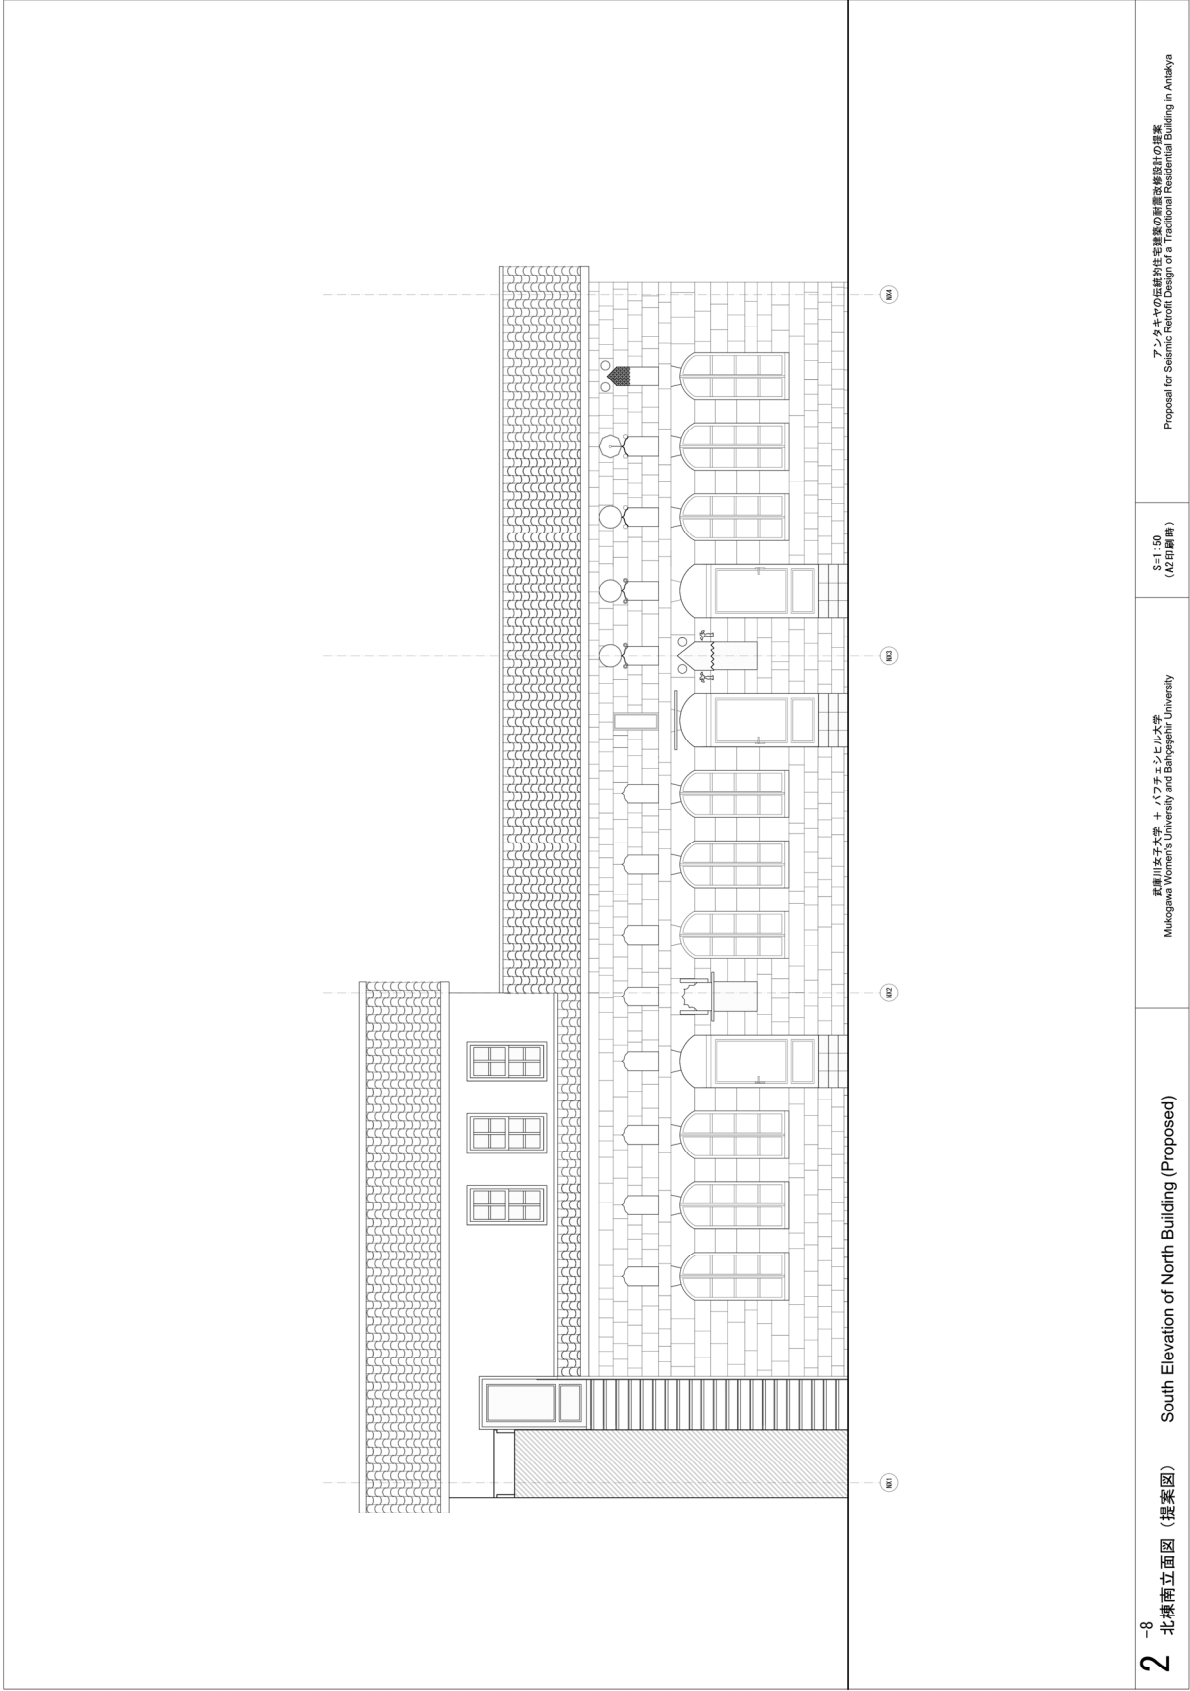 NX1
NX2
NX3
NX4
2 -8
北棟南立面図（提案図） South Elevation of North Building (Proposed)
武庫川女子大学 + バフチェシヒル大学
Mukogawa Women's University and Bahçeşehir University
S=1:50
(A2印刷時)
アンタキヤの伝統的住宅建築の耐震改修設計の提案
Proposal for Seismic Retrofit Design of a Traditional Residential Building in Antakya